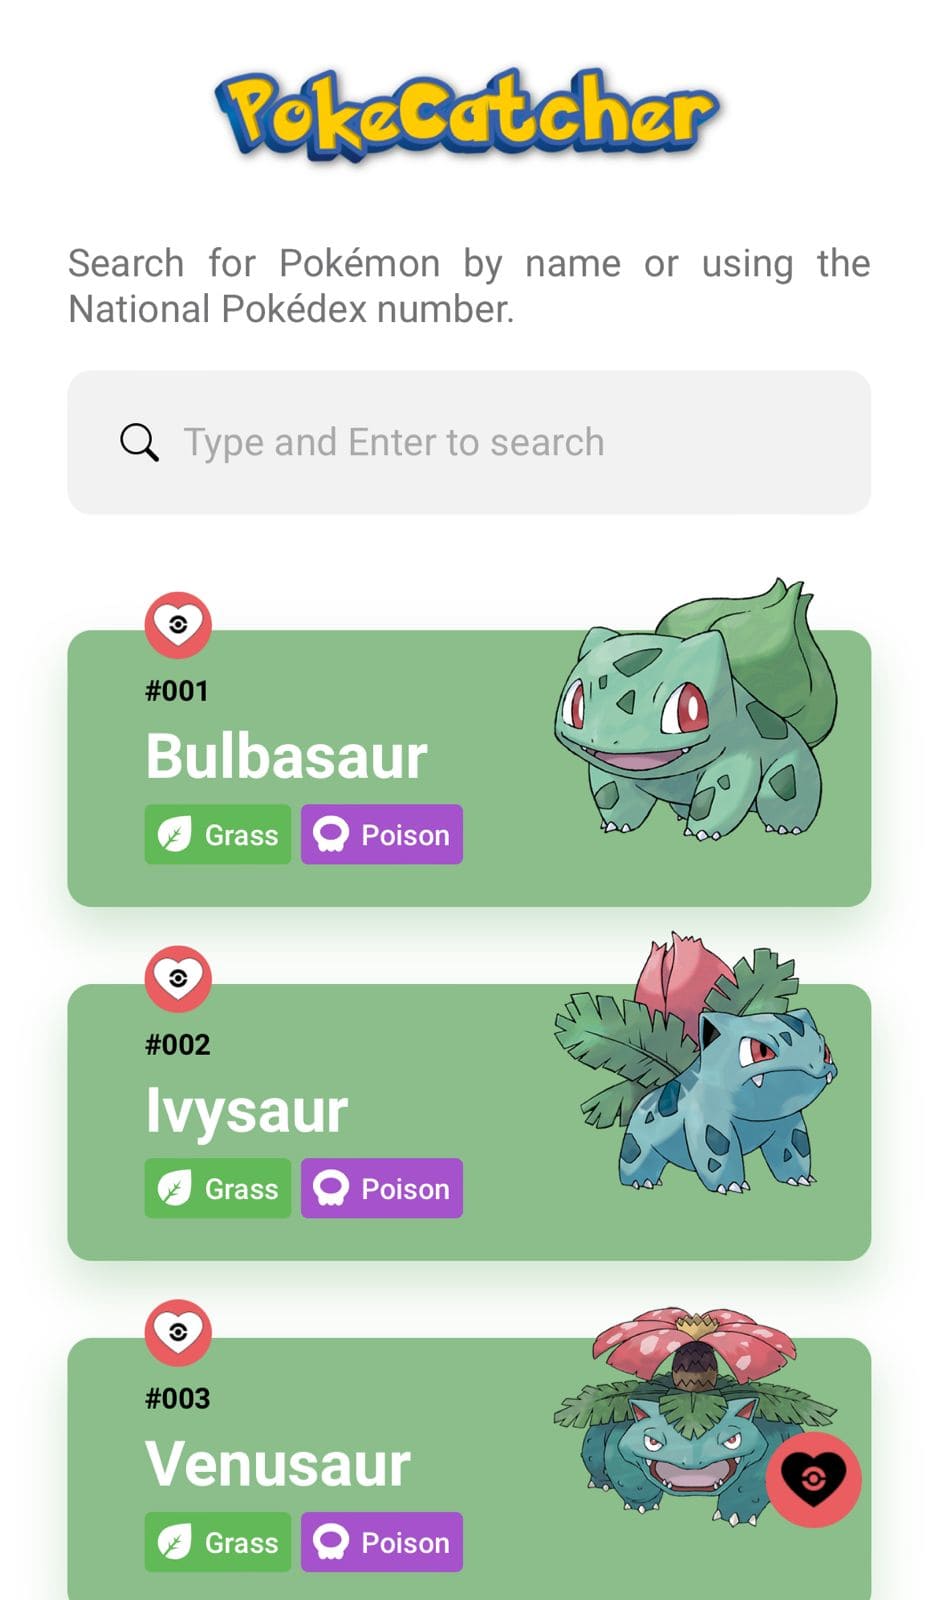 PokeCatcher
Search for Pokémon by name or using the
National Pokédex number.
Type and Enter to search
#001
Bulbasaur
Grass Poison
#002
Ivysaur
Grass Poison
#003
Venusaur
Grass Poison